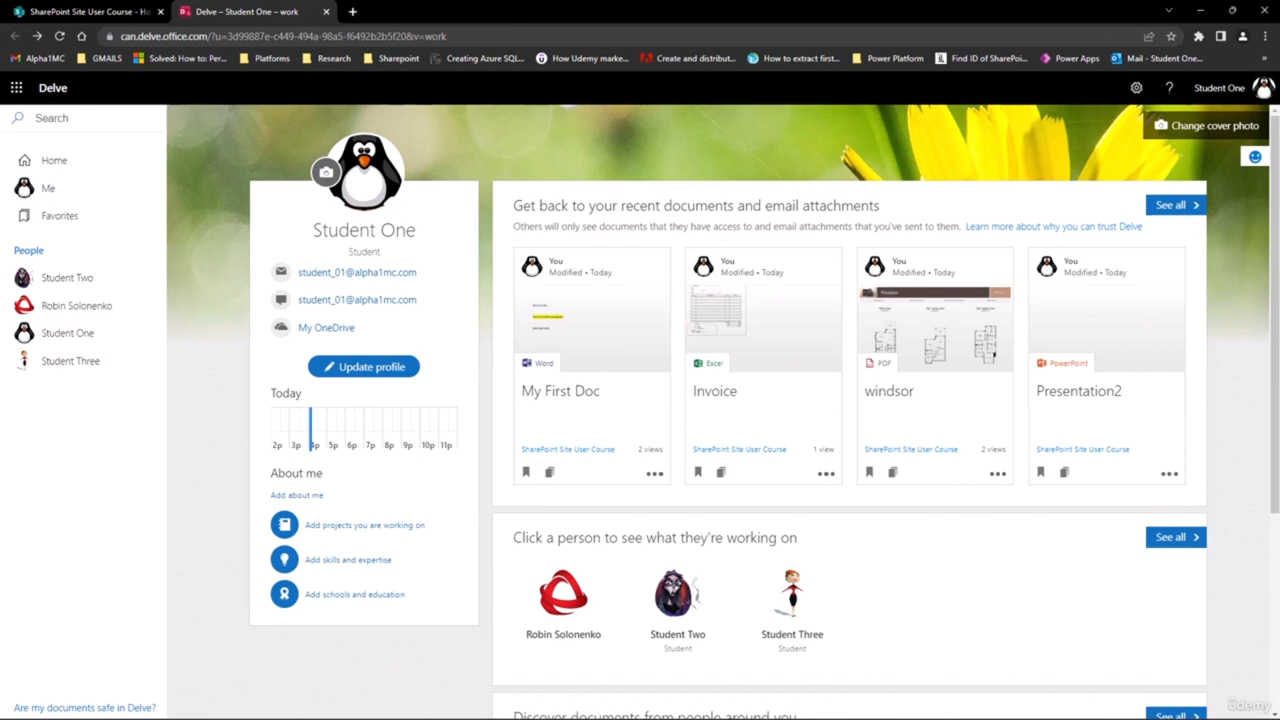 SharePoint Site User Course - H
Delve – Student One – work
can.delve.office.com/?u=3d99887e-c449-494a-98a5-f6492b2b5f20&v=work
Alpha1MC
GMAILS
Solved: How to: Per...
Platforms
Research
Sharepoint
Creating Azure SQL...
How Udemy marke...
Create and distribut...
How to extract first...
Power Platform
Find ID of SharePoi...
Power Apps
Mail - Student One...
Delve
Student One
Search
Change cover photo
Home
Me
Favorites
People
Student Two
Robin Solonenko
Student One
Student Three
Student One
Student
student_01@alpha1mc.com
student_01@alpha1mc.com
My OneDrive
Update profile
Today
2p 3p 4p 5p 6p 7p 8p 9p 10p 11p
About me
Add about me
Add projects you are working on
Add skills and expertise
Add schools and education
Get back to your recent documents and email attachments
See all
Others will only see documents that they have access to and email attachments that you've sent to them. Learn more about why you can trust Delve
You
Modified • Today
Word
My First Doc
SharePoint Site User Course 2 views
You
Modified • Today
Excel
Invoice
SharePoint Site User Course 1 view
You
Modified • Today
Windsor
PDF
windsor
SharePoint Site User Course 2 views
You
Modified • Today
PowerPoint
Presentation2
SharePoint Site User Course
Click a person to see what they're working on
See all
Robin Solonenko
Student Two
Student
Student Three
Student
Discover documents from people around you
See all
Are my documents safe in Delve?
Udemy